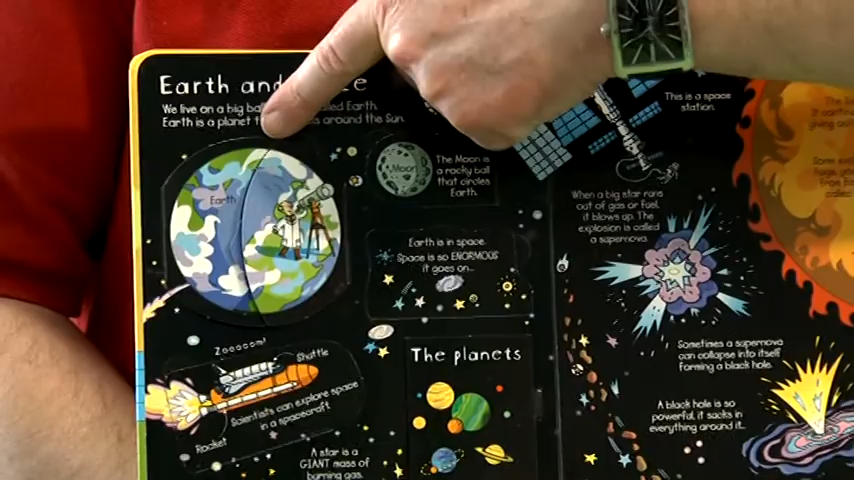 Earth and
We live on a big ball called Earth.
Earth is a planet around the Sun.
Earth
Moon
The Moon is
a rocky ball
that circles
Earth.
Earth is in space.
Space is so ENORMOUS
it goes on...
Zoooom!
Shuttle
Scientists can explore space
in a spacecraft.
Rocket
The planets
A star is a
GIANT mass of
burning gas.
This is a space
station.
When a big star runs
out of gas or fuel,
it blows up. The
explosion is called
a supernova.
Sometimes a supernova
can collapse into itself
forming a black hole.
A black hole is so
powerful, it sucks in
everything around it.